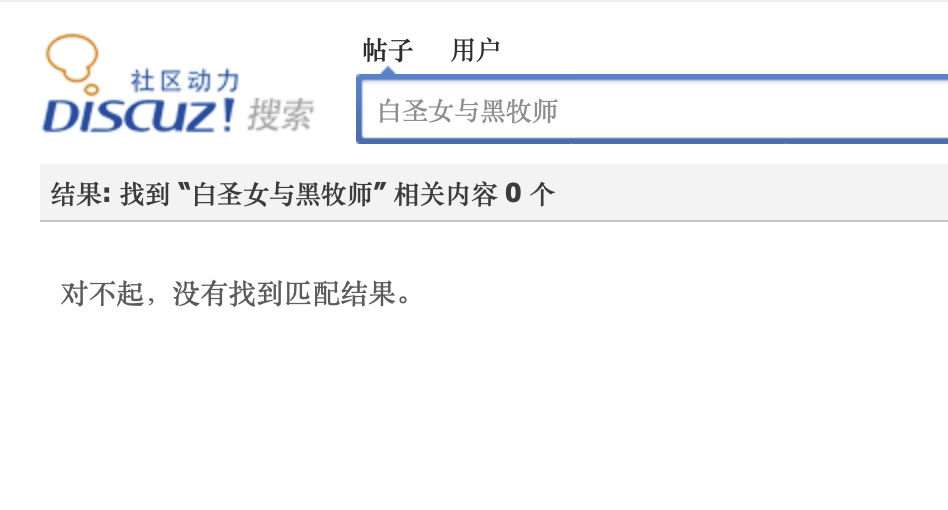 社区动力
DISCUZ! 搜索
帖子 用户
白圣女与黑牧师
结果: 找到 “白圣女与黑牧师” 相关内容 0 个
对不起，没有找到匹配结果。